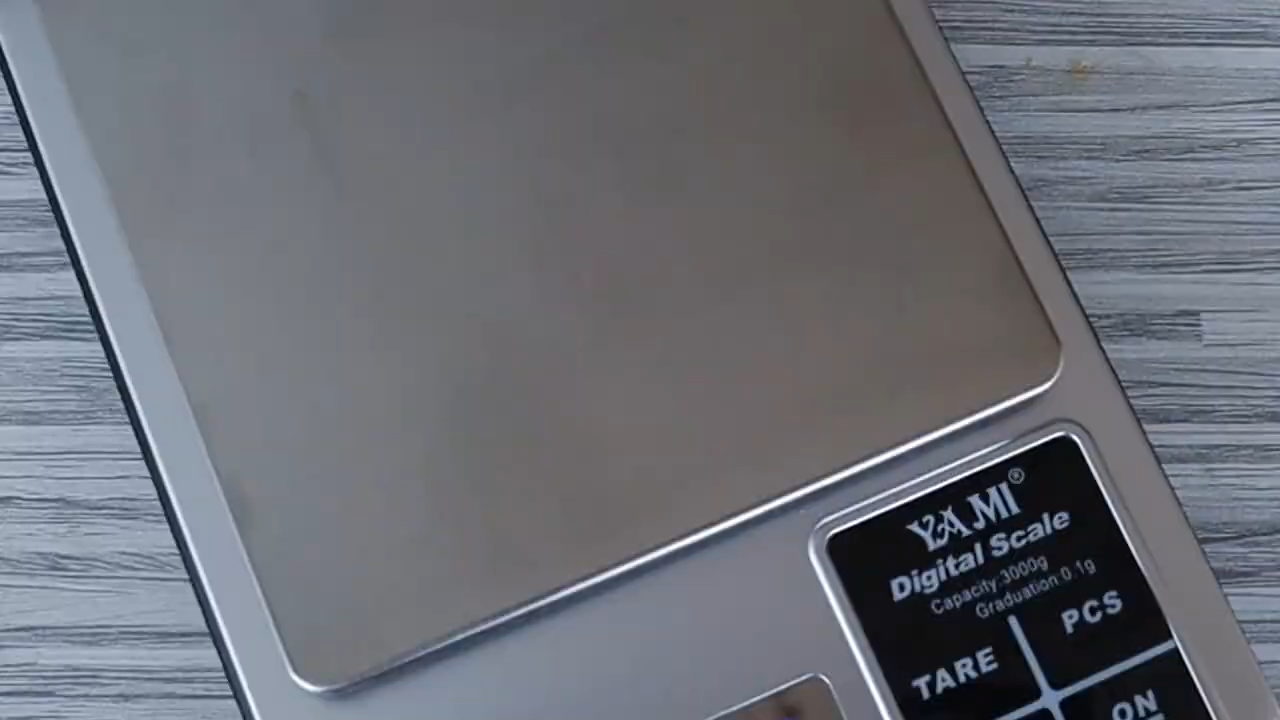 YAMI®
Digital Scale
Capacity:3000g
Graduation:0.1g
PCS
TARE
ON